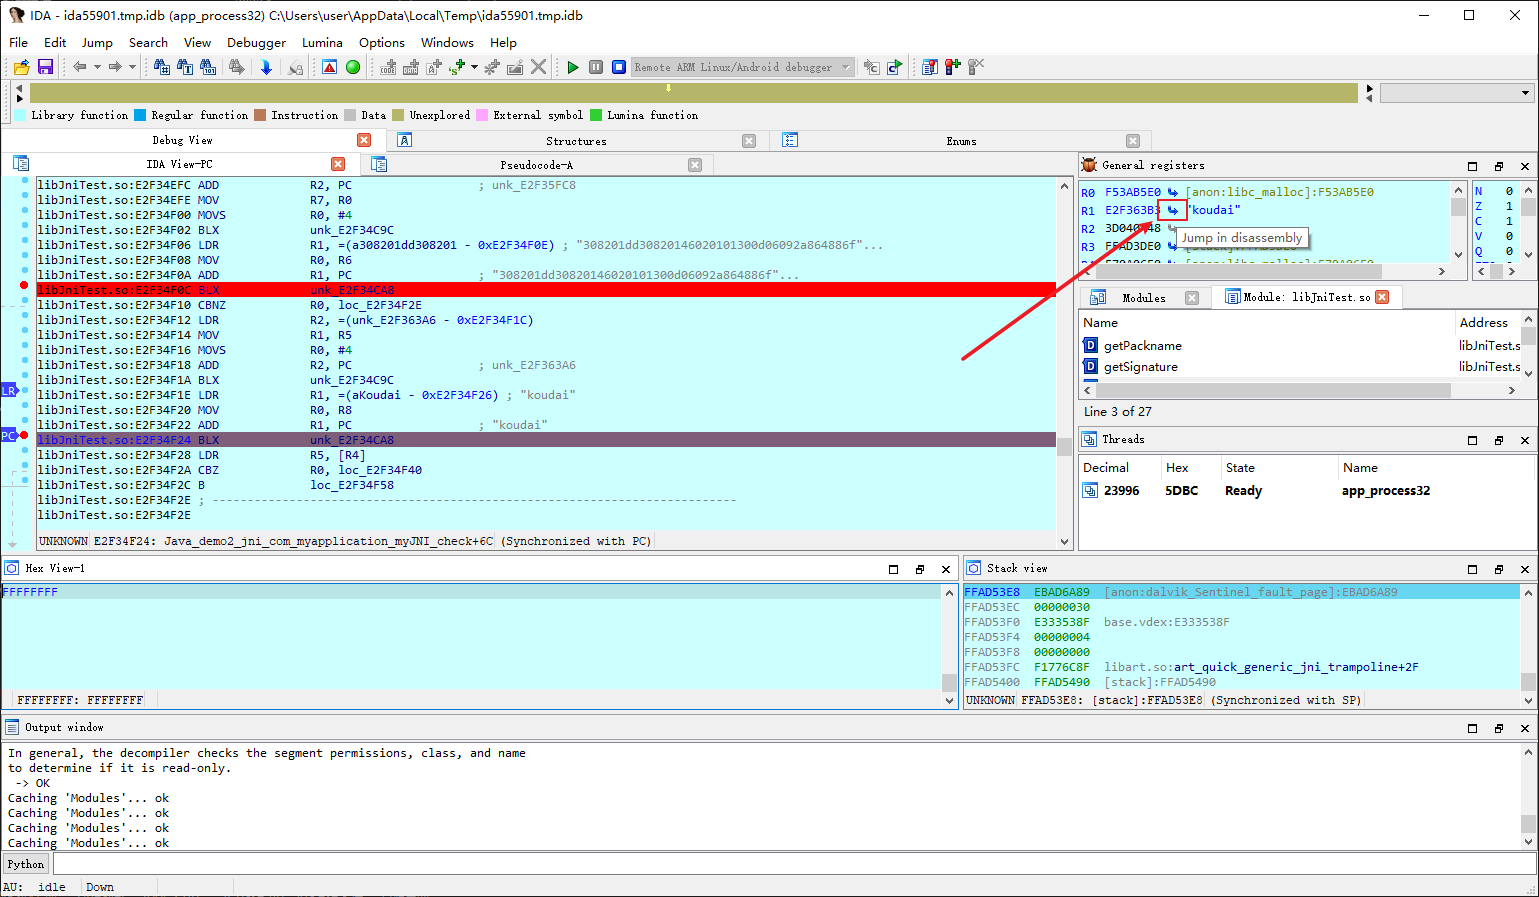 IDA - ida55901.tmp.idb (app_process32) C:\Users\user\AppData\Local\Temp\ida55901.tmp.idb
File Edit Jump Search View Debugger Lumina Options Windows Help
Remote ARM Linux/Android debugger
Library function Regular function Instruction Data Unexplored External symbol Lumina function
Debug View Structures Enums
IDA View-PC Pseudocode-A
libJniTest.so:E2F34EFC ADD R2, PC ; unk_E2F35FC8
libJniTest.so:E2F34EFE MOV R7, R0
libJniTest.so:E2F34F00 MOVS R0, #4
libJniTest.so:E2F34F02 BLX unk_E2F34C9C
libJniTest.so:E2F34F06 LDR R1, =(a308201dd308201 - 0xE2F34F0E) ; "308201dd30820146020101300d06092a864886f"...
libJniTest.so:E2F34F08 MOV R0, R6
libJniTest.so:E2F34F0A ADD R1, PC ; "308201dd30820146020101300d06092a864886f"...
libJniTest.so:E2F34F0C BLX unk_E2F34CA8
libJniTest.so:E2F34F10 CBNZ R0, loc_E2F34F2E
libJniTest.so:E2F34F12 LDR R2, =(unk_E2F363A6 - 0xE2F34F1C)
libJniTest.so:E2F34F14 MOV R1, R5
libJniTest.so:E2F34F16 MOVS R0, #4
libJniTest.so:E2F34F18 ADD R2, PC ; unk_E2F363A6
libJniTest.so:E2F34F1A BLX unk_E2F34C9C
LR libJniTest.so:E2F34F1E LDR R1, =(aKoudai - 0xE2F34F26) ; "koudai"
libJniTest.so:E2F34F20 MOV R0, R8
libJniTest.so:E2F34F22 ADD R1, PC ; "koudai"
PC libJniTest.so:E2F34F24 BLX unk_E2F34CA8
libJniTest.so:E2F34F28 LDR R5, [R4]
libJniTest.so:E2F34F2A CBZ R0, loc_E2F34F40
libJniTest.so:E2F34F2C B loc_E2F34F58
libJniTest.so:E2F34F2E ; ---------------------------------------------------------------------------
libJniTest.so:E2F34F2E
UNKNOWN E2F34F24: Java_demo2_jni_com_myapplication_myJNI_check+6C (Synchronized with PC)
General registers
R0 F53AB5E0 [anon:libc_malloc]:F53AB5E0
R1 E2F363B3 "koudai"
R2 3D040 48
R3 FFAD3DE0
Jump in disassembly
N 0
Z 1
C 1
V 0
Q 0
Modules Module: libJniTest.so
Name Address
getPackname libJniTest.s
getSignature libJniTest.s
Line 3 of 27
Threads
Decimal Hex State Name
23996 5DBC Ready app_process32
Hex View-1
FFFFFFFF
FFFFFFFF: FFFFFFFF
Stack view
FFAD53E8 EBAD6A89 [anon:dalvik_Sentinel_fault_page]:EBAD6A89
FFAD53EC 00000030
FFAD53F0 E333538F base.vdex:E333538F
FFAD53F4 00000004
FFAD53F8 00000000
FFAD53FC F1776C8F libart.so:art_quick_generic_jni_trampoline+2F
FFAD5400 FFAD5490 [stack]:FFAD5490
UNKNOWN FFAD53E8: [stack]:FFAD53E8 (Synchronized with SP)
Output window
In general, the decompiler checks the segment permissions, class, and name
to determine if it is read-only.
-> OK
Caching 'Modules'... ok
Caching 'Modules'... ok
Caching 'Modules'... ok
Caching 'Modules'... ok
Python
AU: idle Down